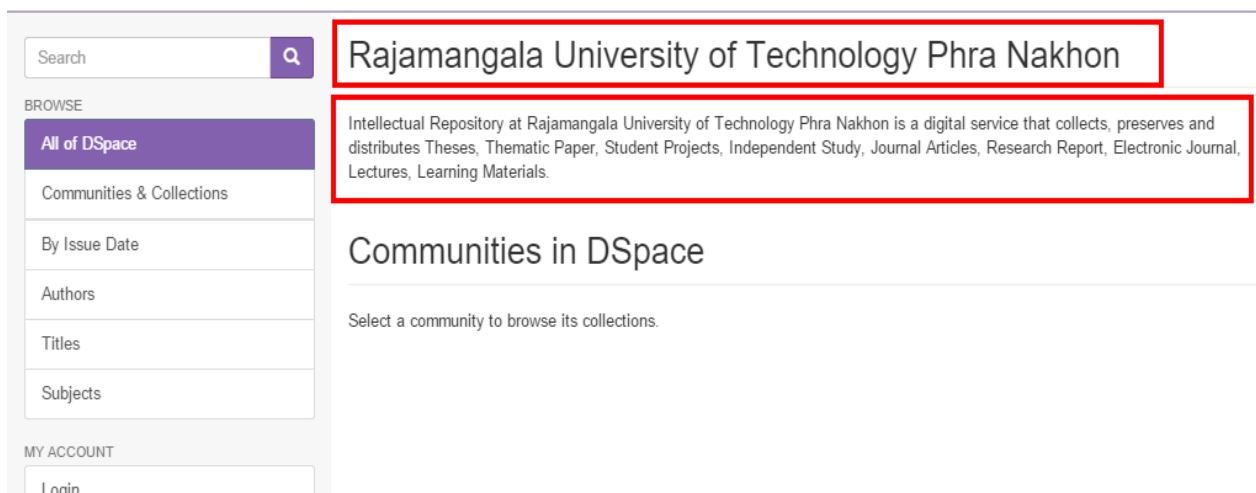 Search
BROWSE
All of DSpace
Communities & Collections
By Issue Date
Authors
Titles
Subjects
MY ACCOUNT
Login
Rajamangala University of Technology Phra Nakhon
Intellectual Repository at Rajamangala University of Technology Phra Nakhon is a digital service that collects, preserves and
distributes Theses, Thematic Paper, Student Projects, Independent Study, Journal Articles, Research Report, Electronic Journal,
Lectures, Learning Materials.
Communities in DSpace
Select a community to browse its collections.